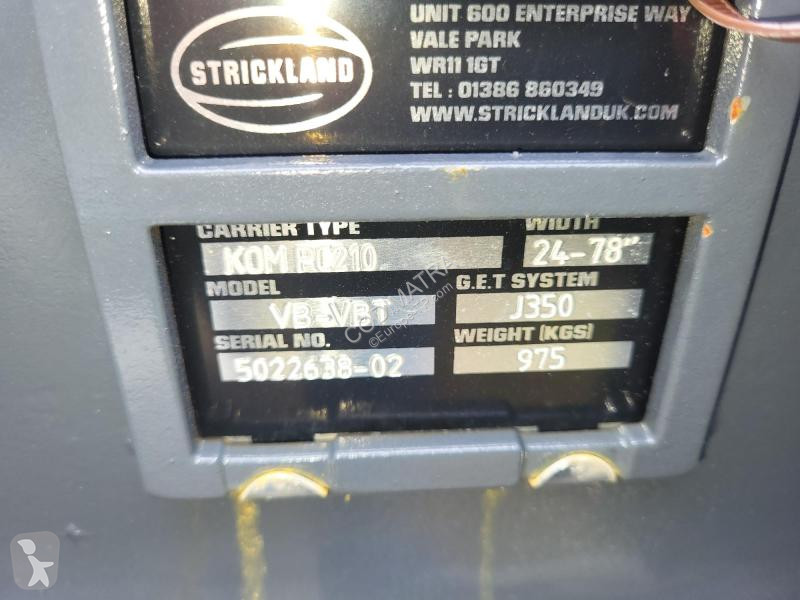 STRICKLAND
UNIT 600 ENTERPRISE WAY
VALE PARK
WR11 1GT
TEL : 01386 860349
WWW.STRICKLANDUK.COM
CARRIER TYPE
WIDTH
KOM
24-78"
MODEL
G.E.T SYSTEM
VB-VBT
J350
SERIAL NO.
WEIGHT (KGS)
5022638-02
975